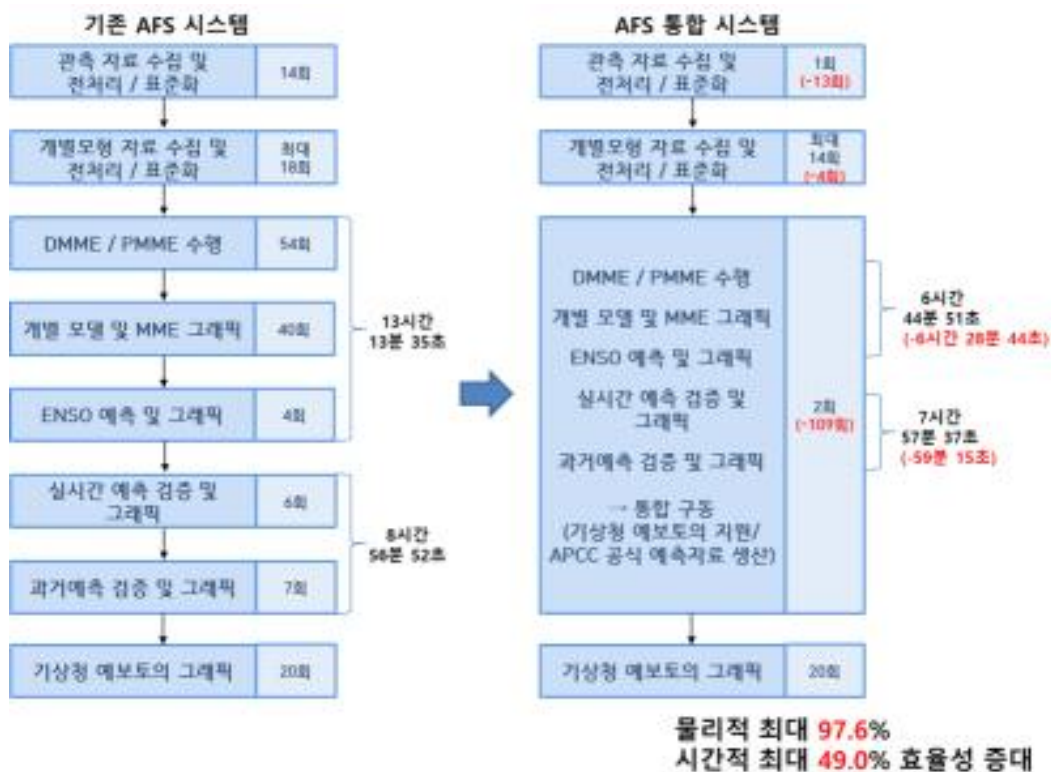 기존 AFS 시스템
관측 자료 수집 및
전처리 / 표준화
14회
개별모형 자료 수집 및
전처리 / 표준화
최대
18회
DMME / PMME 수행
54회
개별 모델 및 MME 그래픽
40회
ENSO 예측 및 그래픽
4회
13시간
13분 35초
실시간 예측 검증 및
그래픽
6회
과거예측 검증 및 그래픽
7회
8시간
56분 52초
기상청 예보토의 그래픽
20회
AFS 통합 시스템
관측 자료 수집 및
전처리 / 표준화
1회
(-13회)
개별모형 자료 수집 및
전처리 / 표준화
최대
14회
(-4회)
DMME / PMME 수행
개별 모델 및 MME 그래픽
ENSO 예측 및 그래픽
실시간 예측 검증 및
그래픽
과거예측 검증 및 그래픽
→ 통합 구동
(기상청 예보토의 지원/
APCC 공식 예측자료 생산)
2회
(-109회)
6시간
44분 51초
(-6시간 28분 44초)
7시간
57분 37초
(-59분 15초)
기상청 예보토의 그래픽
20회
물리적 최대 97.6%
시간적 최대 49.0% 효율성 증대